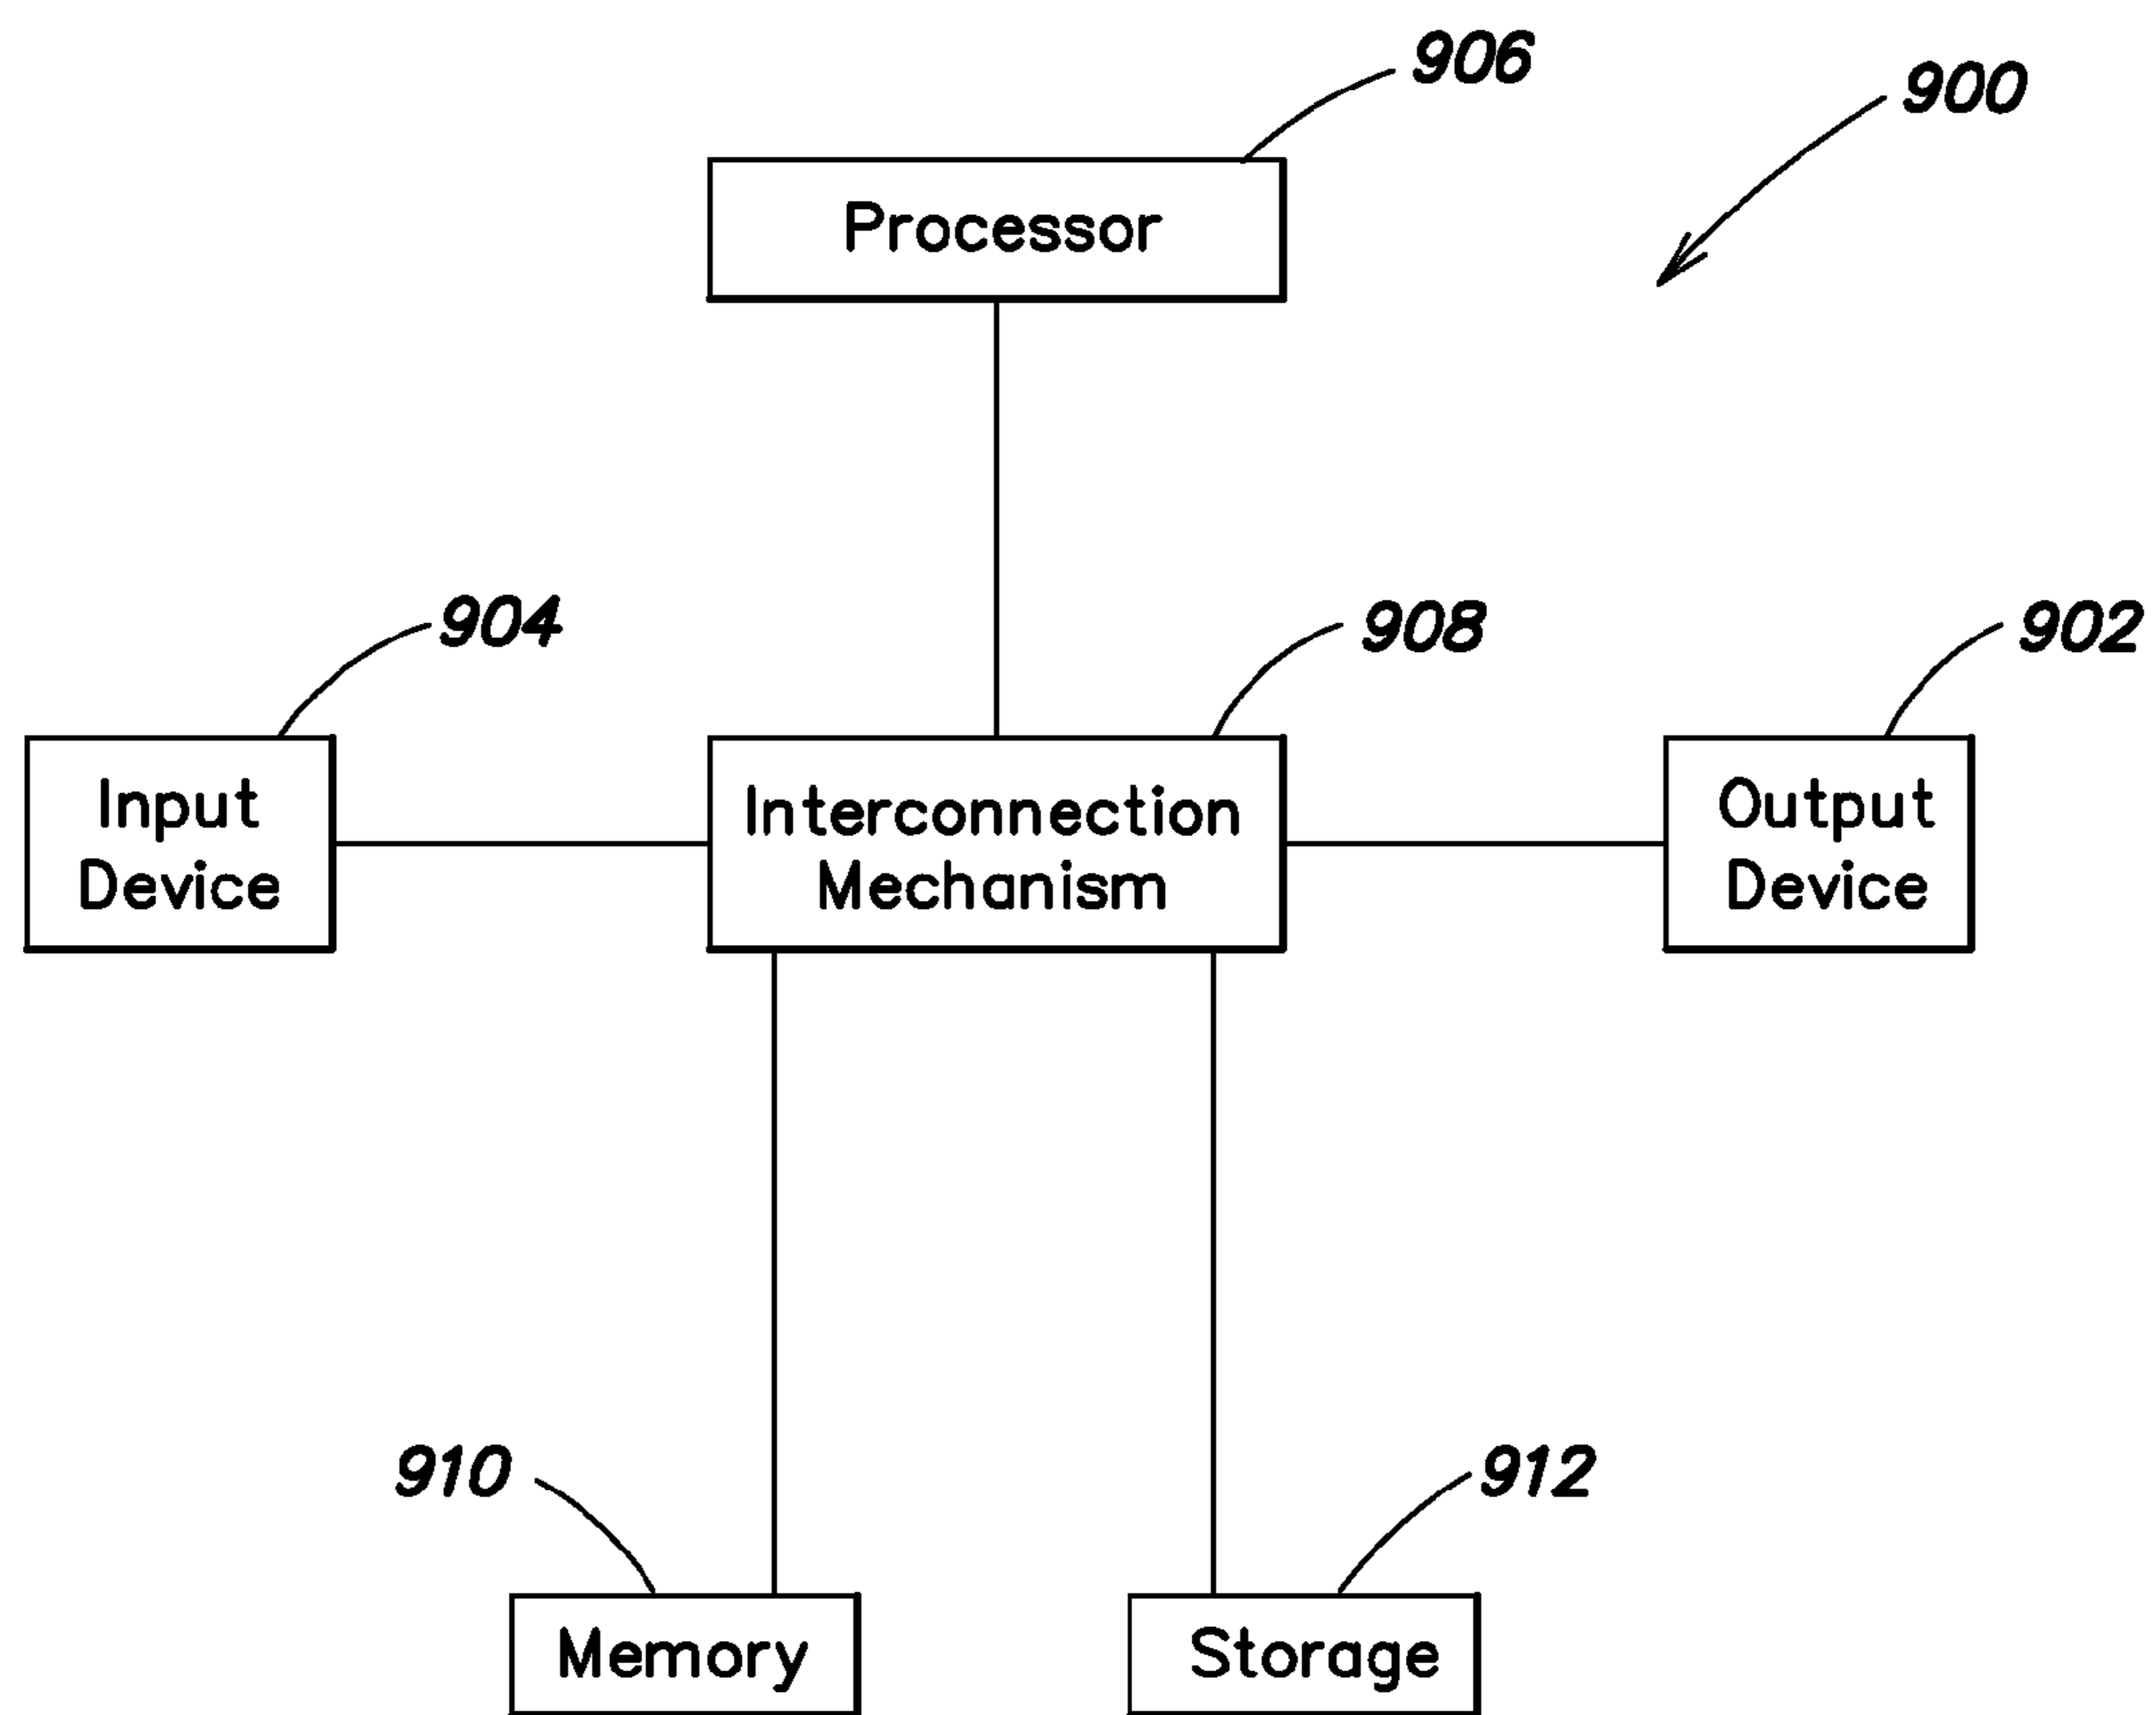 906
900
Processor
904
908
902
Input
Device
Interconnection
Mechanism
Output
Device
910
912
Memory
Storage